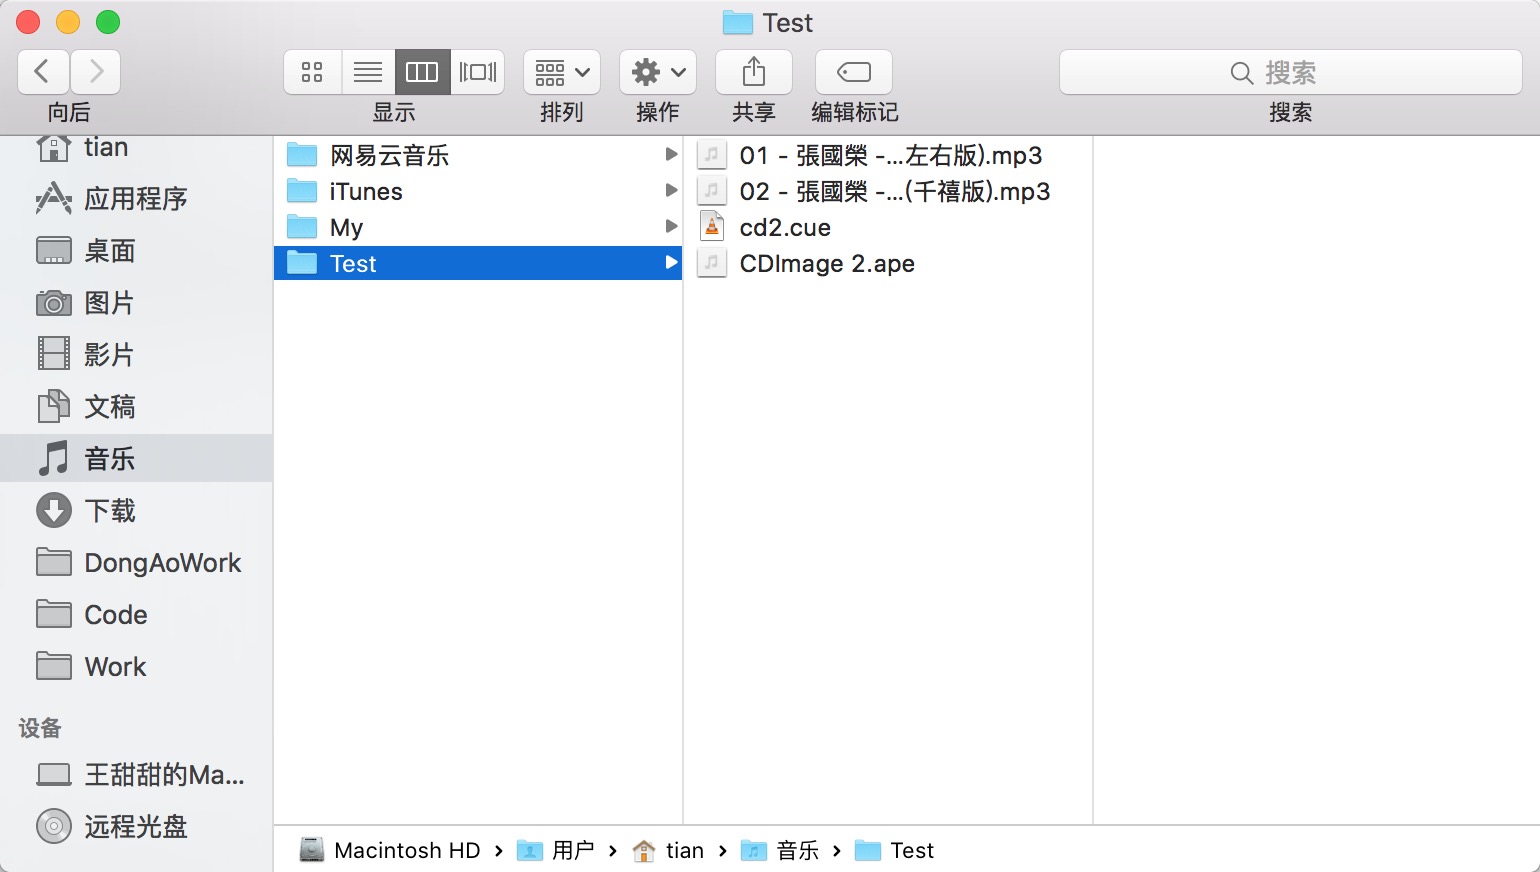 Test
搜索
向后
显示
排列
操作
共享
编辑标记
搜索
tian
应用程序
桌面
图片
影片
文稿
音乐
下载
DongAoWork
Code
Work
设备
王甜甜的Ma...
远程光盘
网易云音乐
iTunes
My
Test
01 - 張國榮 -...左右版).mp3
02 - 張國榮 -...(千禧版).mp3
cd2.cue
CDImage 2.ape
Macintosh HD › 用户 › tian › 音乐 › Test